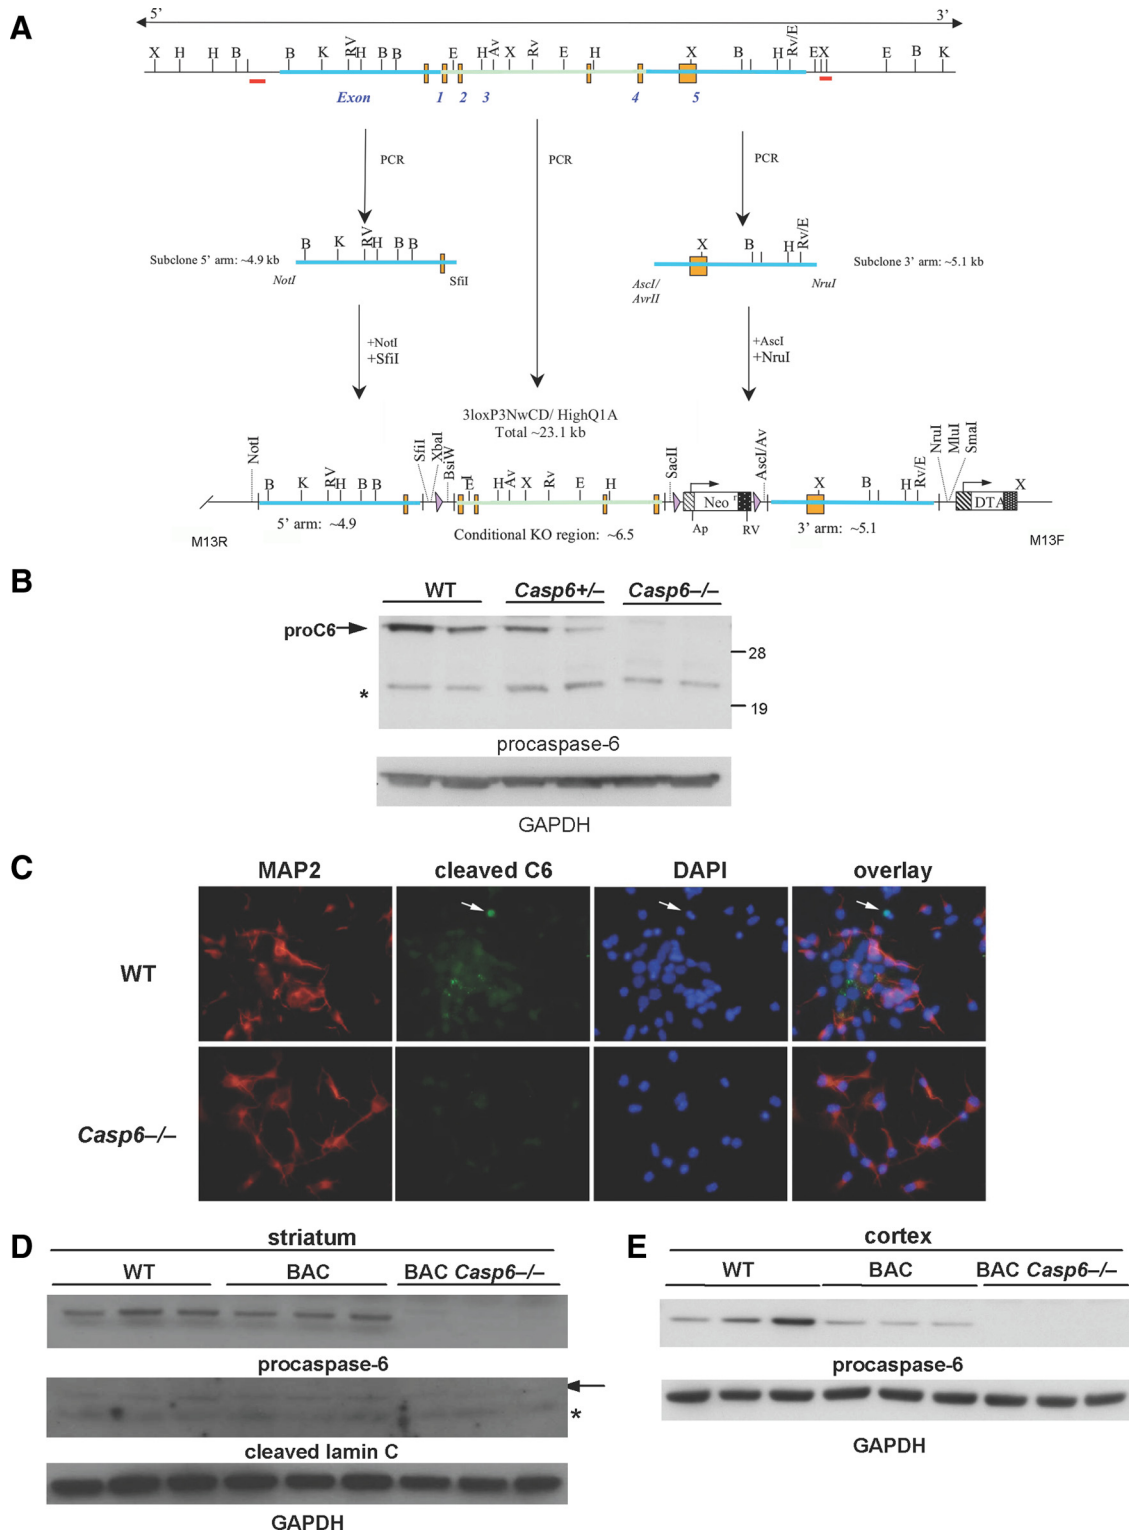 A
5' 3'
X H H B B K RV H B B E H Av X Rv E H X B H Rv/E E X E B K
Exon 1 2 3 4 5
PCR PCR PCR
B K RV H B B X B H Rv/E
Subclone 5' arm: ~4.9 kb Subclone 3' arm: ~5.1 kb
NotI SfiI AscI/ NruI
AvrII
+NotI +AscI
+SfiI +NruI
3loxP3NwCD/ HighQ1A
Total ~23.1 kb
NotI SfiI XbaI BsiW SacII AscI/Av NruI MluI SmaI
B K RV H B B E H Av X Rv E H X B H Rv/E X
Neo r DTA
5' arm: ~4.9 Conditional KO region: ~6.5 Ap RV 3' arm: ~5.1
M13R M13F
B
WT Casp6+/– Casp6–/–
proC6
28
*
19
procaspase-6
GAPDH
C
MAP2 cleaved C6 DAPI overlay
WT
Casp6–/–
D
striatum
WT BAC BAC Casp6–/–
procaspase-6
*
cleaved lamin C
GAPDH
E
cortex
WT BAC BAC Casp6–/–
procaspase-6
GAPDH